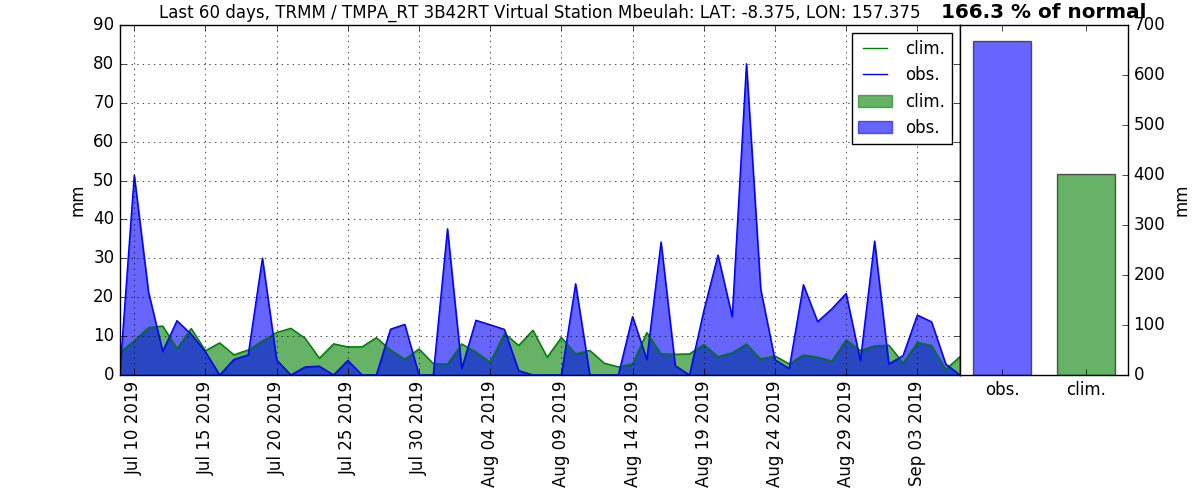 Last 60 days, TRMM / TMPA_RT 3B42RT Virtual Station Mbeulah: LAT: -8.375, LON: 157.375
166.3 % of normal
90
80
70
60
50
40
30
20
10
0
mm
clim.
obs.
clim.
obs.
Jul 10 2019
Jul 15 2019
Jul 20 2019
Jul 25 2019
Jul 30 2019
Aug 04 2019
Aug 09 2019
Aug 14 2019
Aug 19 2019
Aug 24 2019
Aug 29 2019
Sep 03 2019
700
600
500
400
300
200
100
0
mm
obs.
clim.